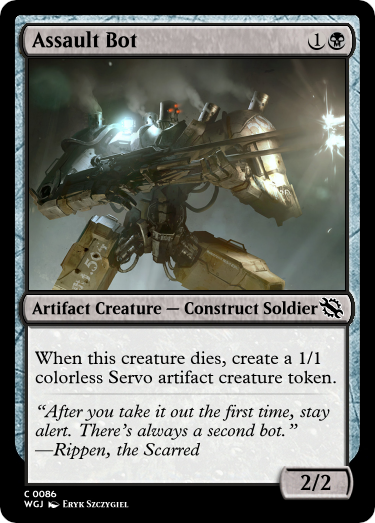 Assault Bot 1
Artifact Creature — Construct Soldier
When this creature dies, create a 1/1
colorless Servo artifact creature token.
“After you take it out the first time, stay
alert. There’s always a second bot.”
—Rippen, the Scarred
2/2
C 0086
WGJ Eryk Szczygiel